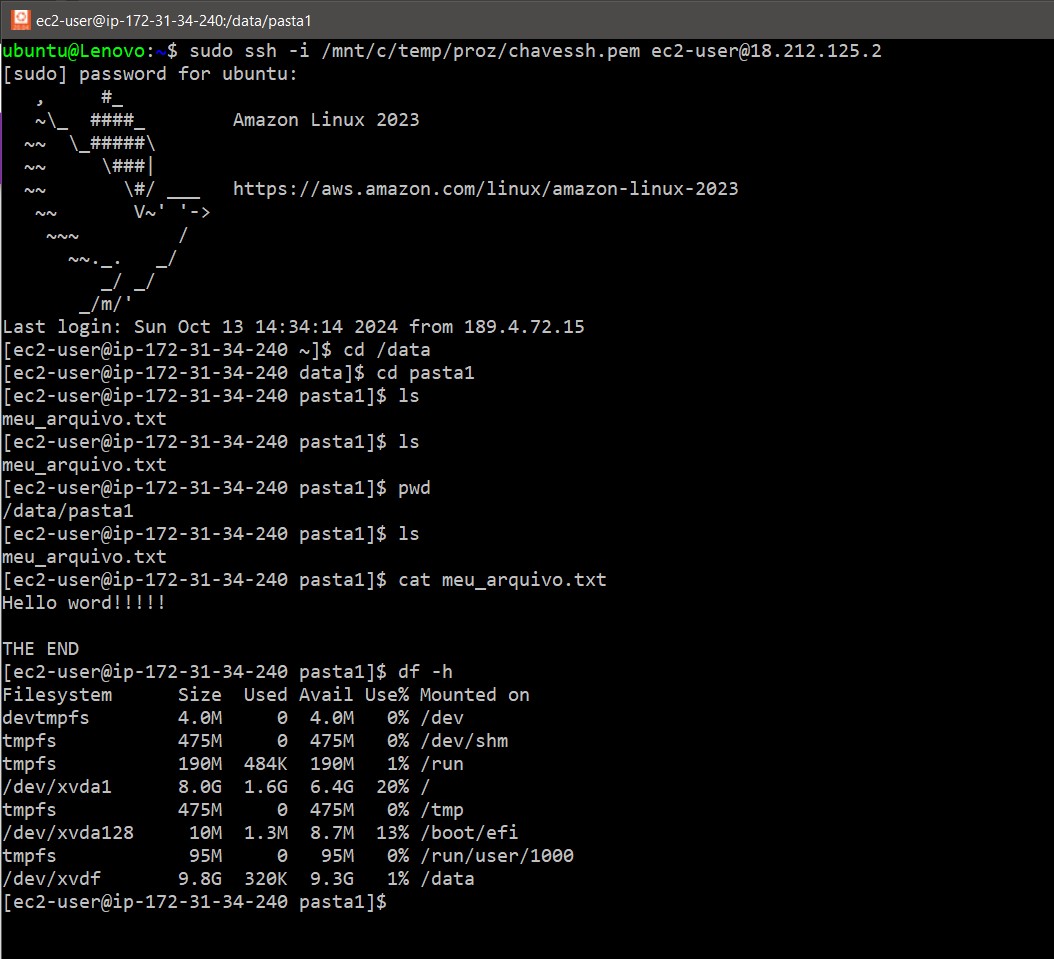 ec2-user@ip-172-31-34-240:/data/pasta1
ubuntu@Lenovo:~$ sudo ssh -i /mnt/c/temp/proz/chavessh.pem ec2-user@18.212.125.2
[sudo] password for ubuntu:
   ,     #_
   ~\_  ####_        Amazon Linux 2023
  ~~  \_#####\
  ~~     \###|
  ~~       \#/ ___   https://aws.amazon.com/linux/amazon-linux-2023
   ~~       V~' '->
    ~~~         /
      ~~._.   _/
         _/ _/
       _/m/'
Last login: Sun Oct 13 14:34:14 2024 from 189.4.72.15
[ec2-user@ip-172-31-34-240 ~]$ cd /data
[ec2-user@ip-172-31-34-240 data]$ cd pasta1
[ec2-user@ip-172-31-34-240 pasta1]$ ls
meu_arquivo.txt
[ec2-user@ip-172-31-34-240 pasta1]$ ls
meu_arquivo.txt
[ec2-user@ip-172-31-34-240 pasta1]$ pwd
/data/pasta1
[ec2-user@ip-172-31-34-240 pasta1]$ ls
meu_arquivo.txt
[ec2-user@ip-172-31-34-240 pasta1]$ cat meu_arquivo.txt
Hello word!!!!!

THE END
[ec2-user@ip-172-31-34-240 pasta1]$ df -h
Filesystem      Size  Used Avail Use% Mounted on
devtmpfs        4.0M     0  4.0M   0% /dev
tmpfs           475M     0  475M   0% /dev/shm
tmpfs           190M  484K  190M   1% /run
/dev/xvda1      8.0G  1.6G  6.4G  20% /
tmpfs           475M     0  475M   0% /tmp
/dev/xvda128     10M  1.3M  8.7M  13% /boot/efi
tmpfs            95M     0   95M   0% /run/user/1000
/dev/xvdf       9.8G  320K  9.3G   1% /data
[ec2-user@ip-172-31-34-240 pasta1]$